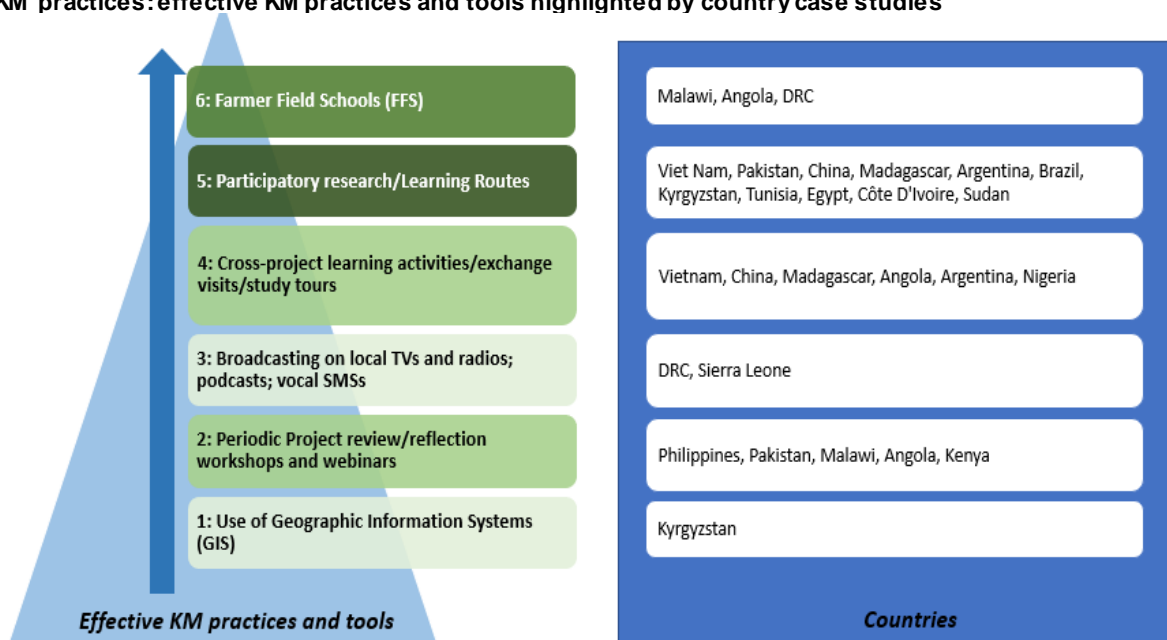 KM practices: effective KM practices and tools highlighted by country case studies
6: Farmer Field Schools (FFS)
Malawi, Angola, DRC
5: Participatory research/Learning Routes
Viet Nam, Pakistan, China, Madagascar, Argentina, Brazil,
Kyrgyzstan, Tunisia, Egypt, Côte D'Ivoire, Sudan
4: Cross-project learning activities/exchange
visits/study tours
Vietnam, China, Madagascar, Angola, Argentina, Nigeria
3: Broadcasting on local TVs and radios;
podcasts; vocal SMSs
DRC, Sierra Leone
2: Periodic Project review/reflection
workshops and webinars
Philippines, Pakistan, Malawi, Angola, Kenya
1: Use of Geographic Information Systems
(GIS)
Kyrgyzstan
Effective KM practices and tools
Countries